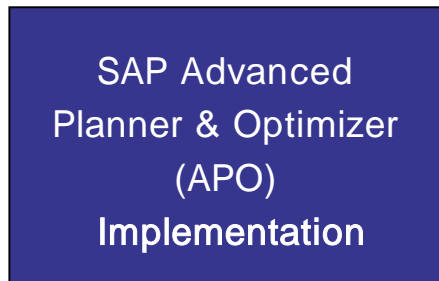 SAP Advanced
Planner & Optimizer
(APO)
Implementation